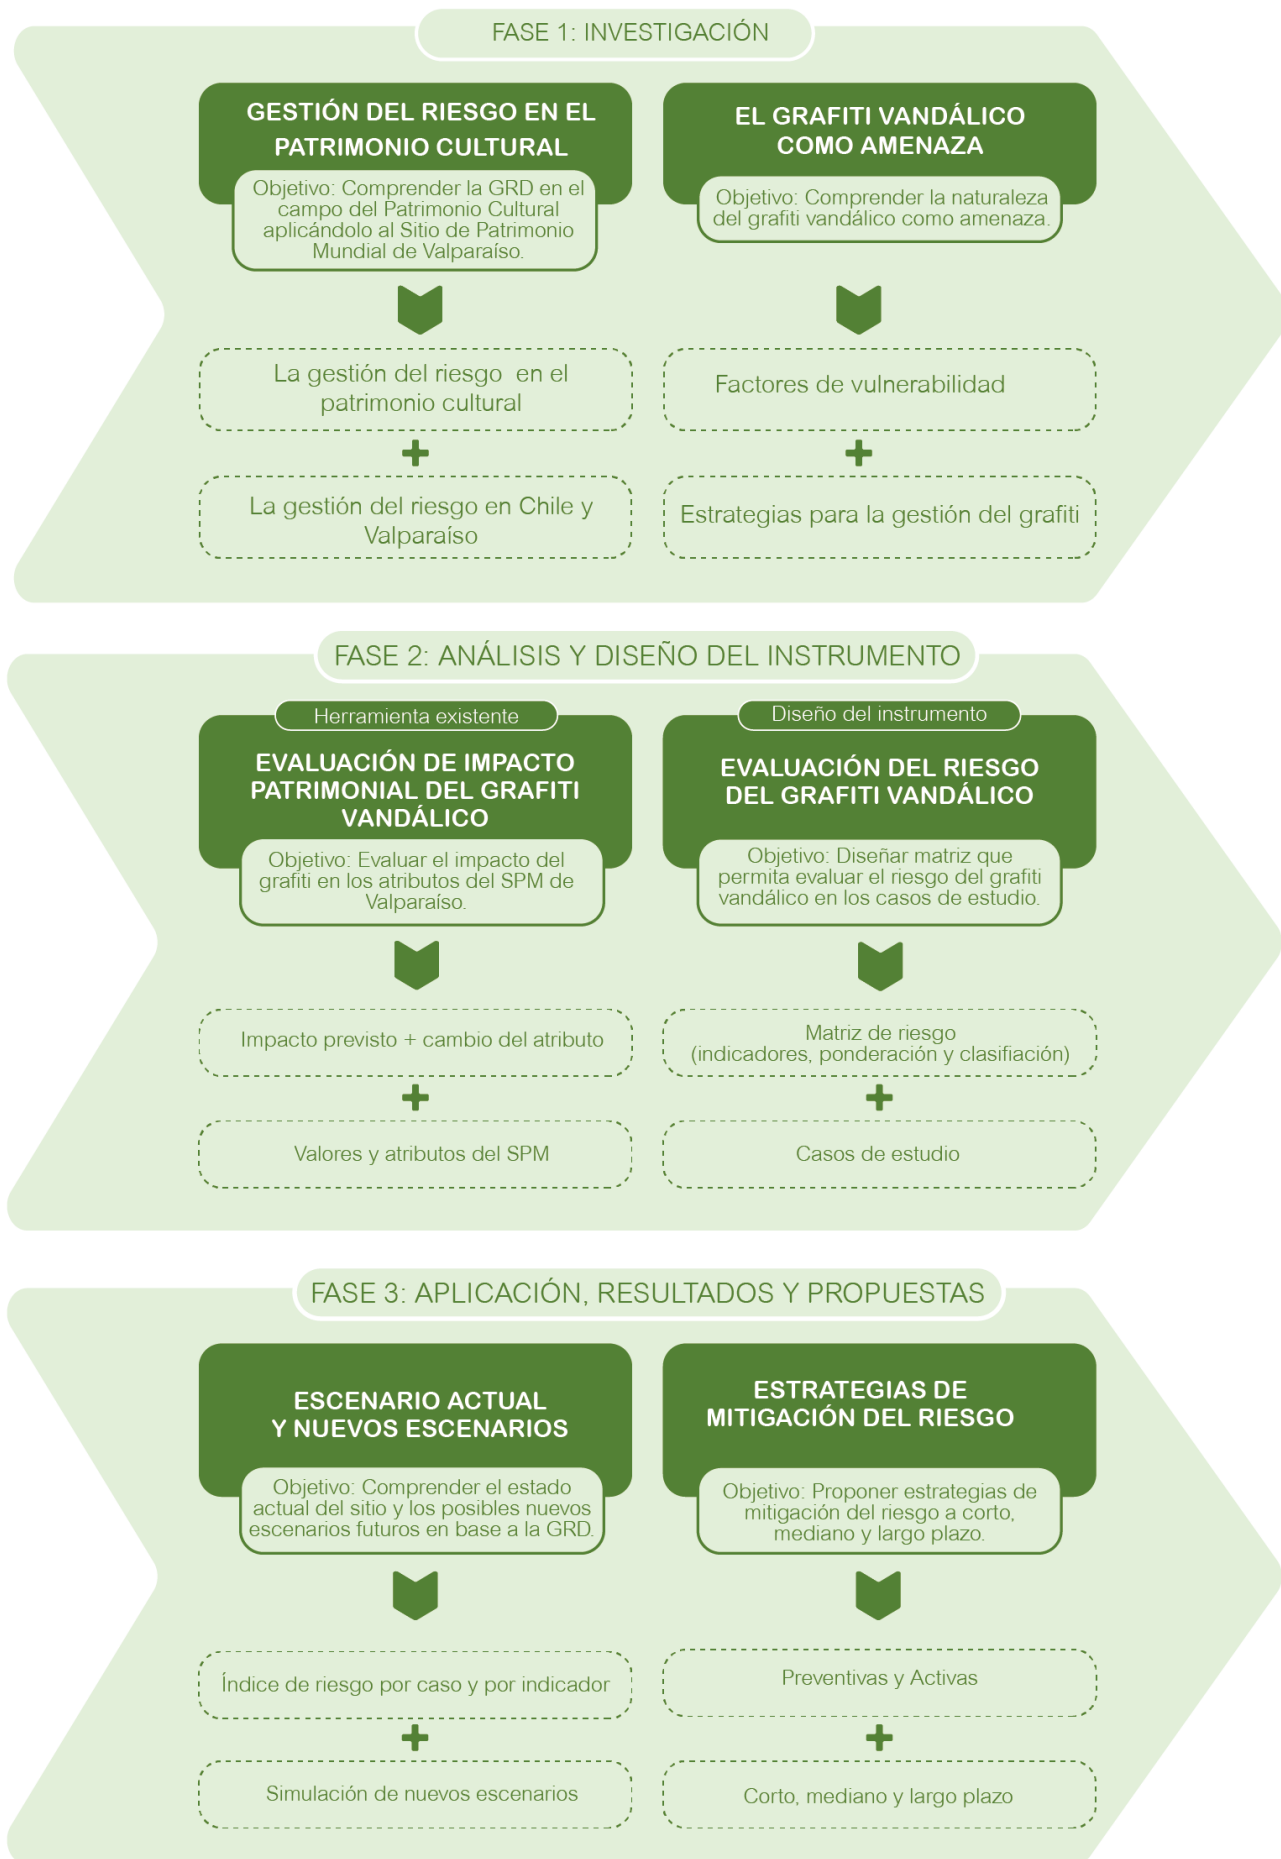 FASE 1: INVESTIGACIÓN
GESTIÓN DEL RIESGO EN EL
PATRIMONIO CULTURAL
Objetivo: Comprender la GRD en el
campo del Patrimonio Cultural
aplicándolo al Sitio de Patrimonio
Mundial de Valparaíso.
La gestión del riesgo en el
patrimonio cultural
+
La gestión del riesgo en Chile y
Valparaíso
EL GRAFITI VANDÁLICO
COMO AMENAZA
Objetivo: Comprender la naturaleza
del grafiti vandálico como amenaza.
Factores de vulnerabilidad
+
Estrategias para la gestión del grafiti
FASE 2: ANÁLISIS Y DISEÑO DEL INSTRUMENTO
Herramienta existente
EVALUACIÓN DE IMPACTO
PATRIMONIAL DEL GRAFITI
VANDÁLICO
Objetivo: Evaluar el impacto del
grafiti en los atributos del SPM de
Valparaíso.
Impacto previsto + cambio del atributo
+
Valores y atributos del SPM
Diseño del instrumento
EVALUACIÓN DEL RIESGO
DEL GRAFITI VANDÁLICO
Objetivo: Diseñar matriz que
permita evaluar el riesgo del grafiti
vandálico en los casos de estudio.
Matriz de riesgo
(indicadores, ponderación y clasifiación)
+
Casos de estudio
FASE 3: APLICACIÓN, RESULTADOS Y PROPUESTAS
ESCENARIO ACTUAL
Y NUEVOS ESCENARIOS
Objetivo: Comprender el estado
actual del sitio y los posibles nuevos
escenarios futuros en base a la GRD.
Índice de riesgo por caso y por indicador
+
Simulación de nuevos escenarios
ESTRATEGIAS DE
MITIGACIÓN DEL RIESGO
Objetivo: Proponer estrategias de
mitigación del riesgo a corto,
mediano y largo plazo.
Preventivas y Activas
+
Corto, mediano y largo plazo